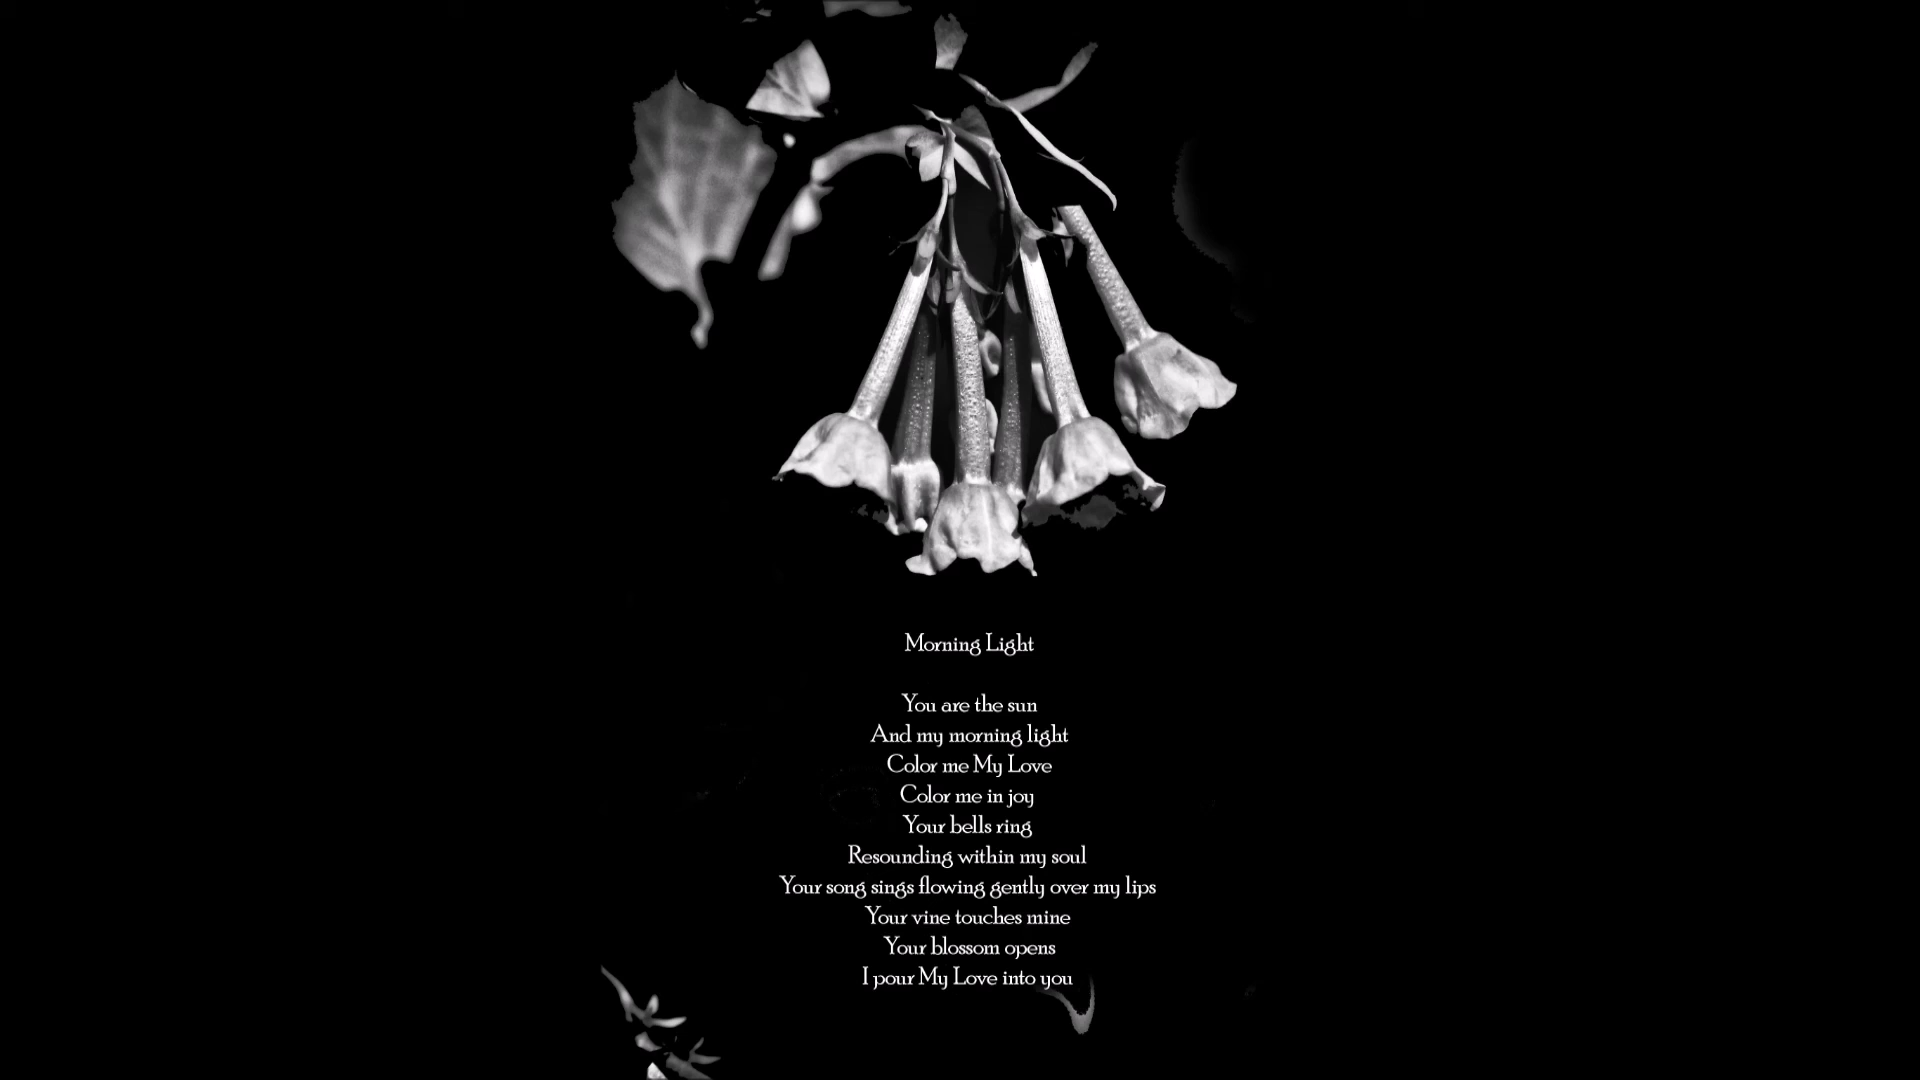 Morning Light
You are the sun
And my morning light
Color me My Love
Color me in joy
Your bells ring
Resounding within my soul
Your song sings flowing gently over my lips
Your vine touches mine
Your blossom opens
I pour My Love into you